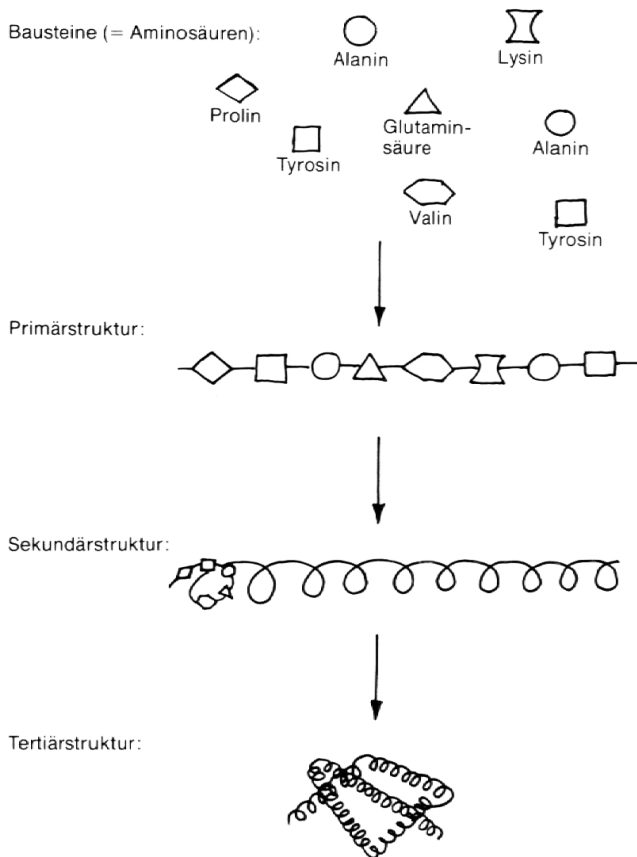 Bausteine (= Aminosäuren):
Alanin
Lysin
Prolin
Tyrosin
Glutamin-
säure
Alanin
Valin
Tyrosin
Primärstruktur:
Sekundärstruktur:
Tertiärstruktur: